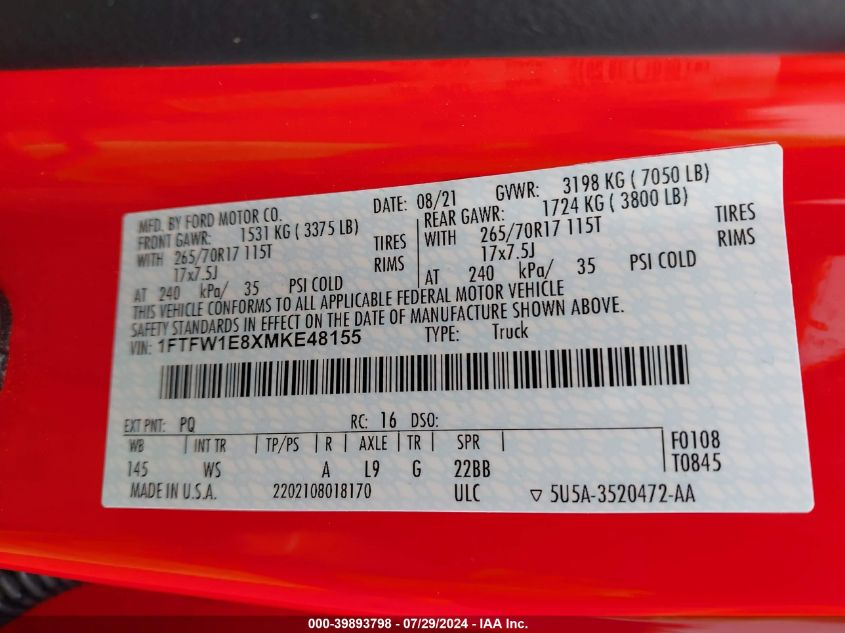 MFD. BY FORD MOTOR CO. DATE: 08/21 GVWR: 3198 KG ( 7050 LB)
FRONT GAWR: 1531 KG ( 3375 LB) REAR GAWR: 1724 KG ( 3800 LB)
WITH 265/70R17 115T TIRES WITH 265/70R17 115T TIRES
17x7.5J RIMS 17x7.5J RIMS
AT 240 kPa/ 35 PSI COLD AT 240 kPa/ 35 PSI COLD
THIS VEHICLE CONFORMS TO ALL APPLICABLE FEDERAL MOTOR VEHICLE
SAFETY STANDARDS IN EFFECT ON THE DATE OF MANUFACTURE SHOWN ABOVE.
VIN: 1FTFW1E8XMKE48155 TYPE: Truck
EXT PNT: PQ RC: 16 DSO:
WB INT TR TP/PS R AXLE TR SPR F0108
145 WS A L9 G 22BB T0845
MADE IN U.S.A. 2202108018170 ULC ▽ 5U5A-3520472-AA
000-39893798 - 07/29/2024 - IAA Inc.